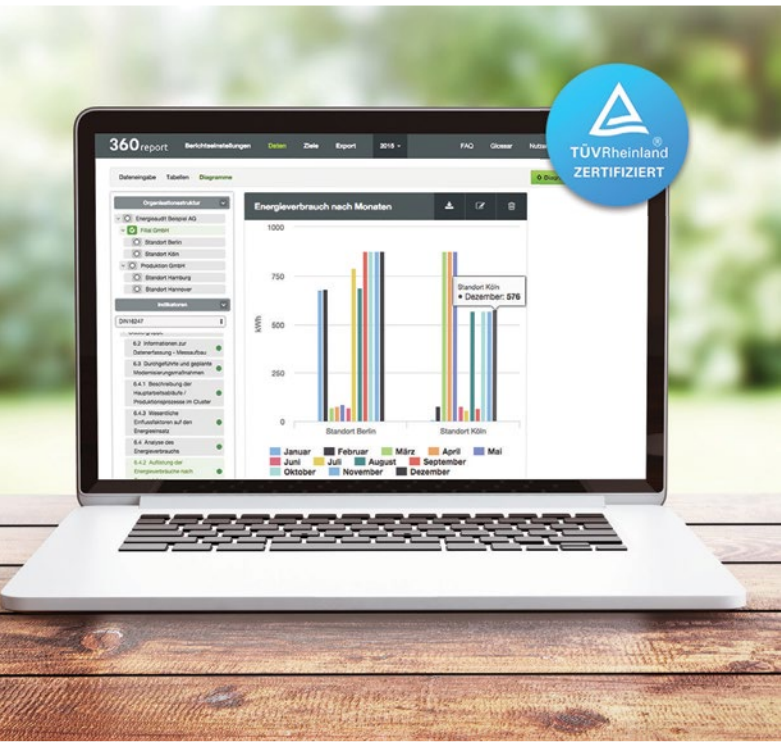 360report
Berichtseinstellungen
Daten
Ziele
Export
2015
FAQ
Glossar
TÜVRheinland®
ZERTIFIZIERT
Dateneingabe
Tabellen
Diagramme
Organisationsstruktur
Energieaudit Beispiel AG
Filial GmbH
Standort Berlin
Standort Köln
Produktion GmbH
Standort Hamburg
Standort Hannover
Indikatoren
DIN16247
6.2 Informationen zur
Datenerfassung - Messaufbau
6.3 Durchgeführte und geplante
Modernisierungsmaßnahmen
6.4.1 Beschreibung der
Hauptarbeitsabläufe /
Produktionsprozesse im Cluster
6.4.3 Wesentliche
Einflussfaktoren auf den
Energieeinsatz
6.4 Analyse des
Energieverbrauchs
6.4.2 Aufteilung der
Energieverbräuche nach
Energieverbrauch nach Monaten
1000
750
500
250
0
kWh
Standort Köln
Dezember: 576
Standort Berlin
Standort Köln
Januar Februar März April Mai
Juni Juli August September
Oktober November Dezember